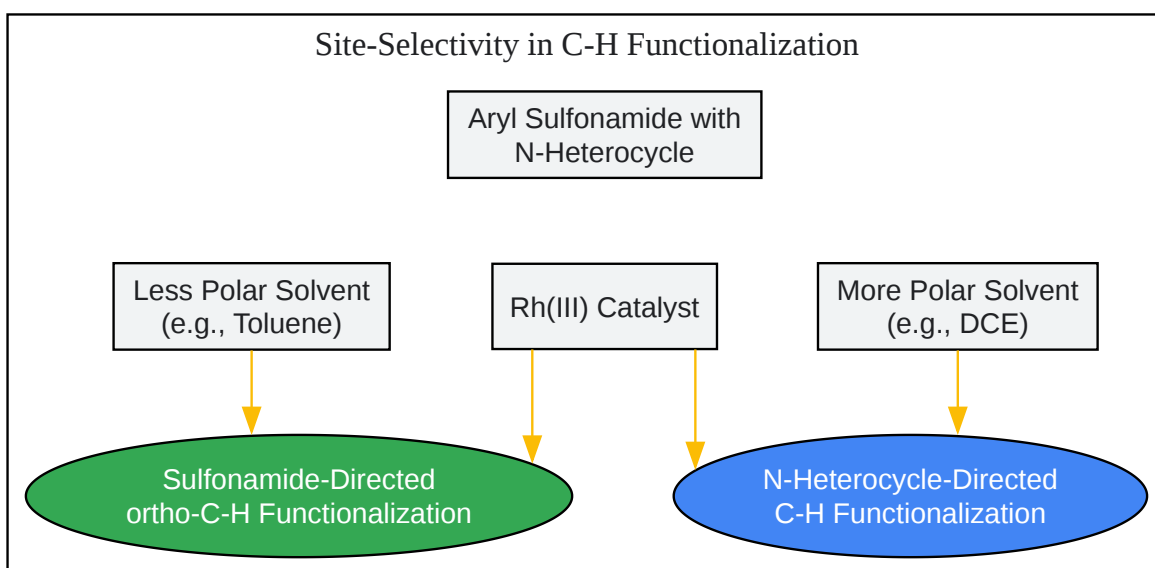 Site-Selectivity in C-H Functionalization
Aryl Sulfonamide with
N-Heterocycle
Less Polar Solvent
(e.g., Toluene)
Rh(III) Catalyst
More Polar Solvent
(e.g., DCE)
Sulfonamide-Directed
ortho-C-H Functionalization
N-Heterocycle-Directed
C-H Functionalization